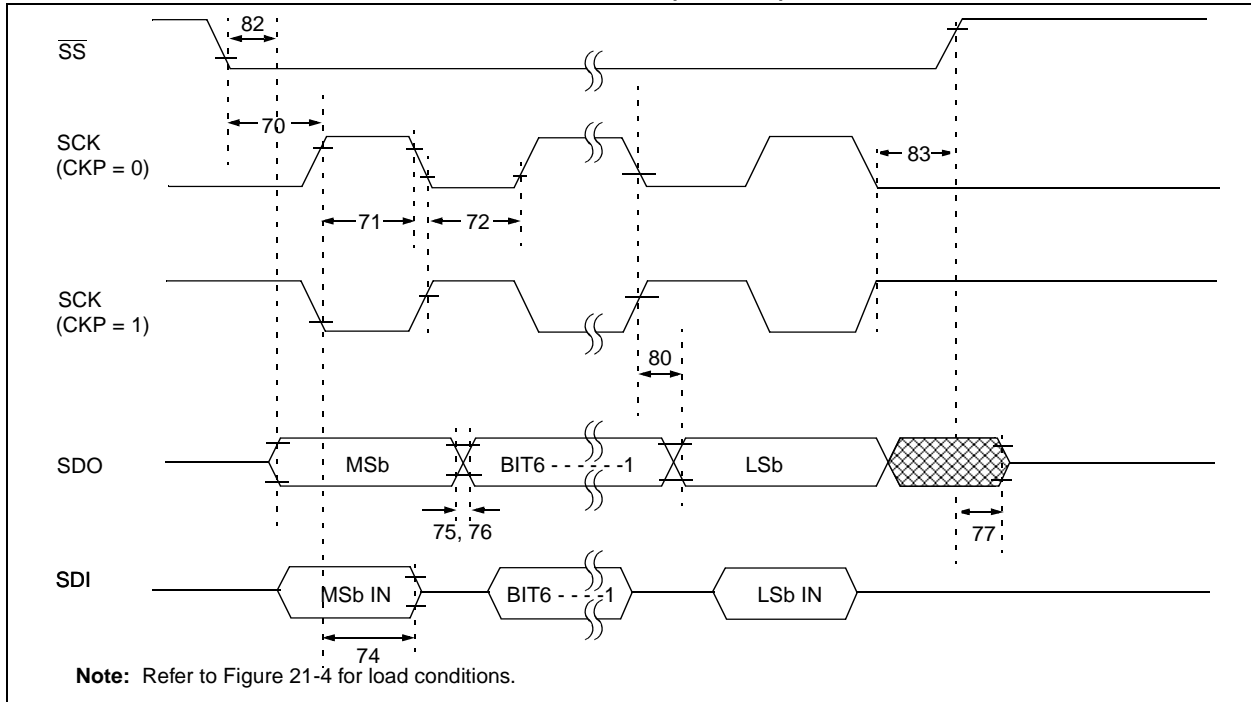 82
SS
70
SCK
(CKP = 0)
83
71
72
SCK
(CKP = 1)
80
SDO
MSb
BIT6 - - - - - -1
LSb
75, 76
77
SDI
MSb IN
BIT6 - - - -1
LSb IN
74
Note: Refer to Figure 21-4 for load conditions.